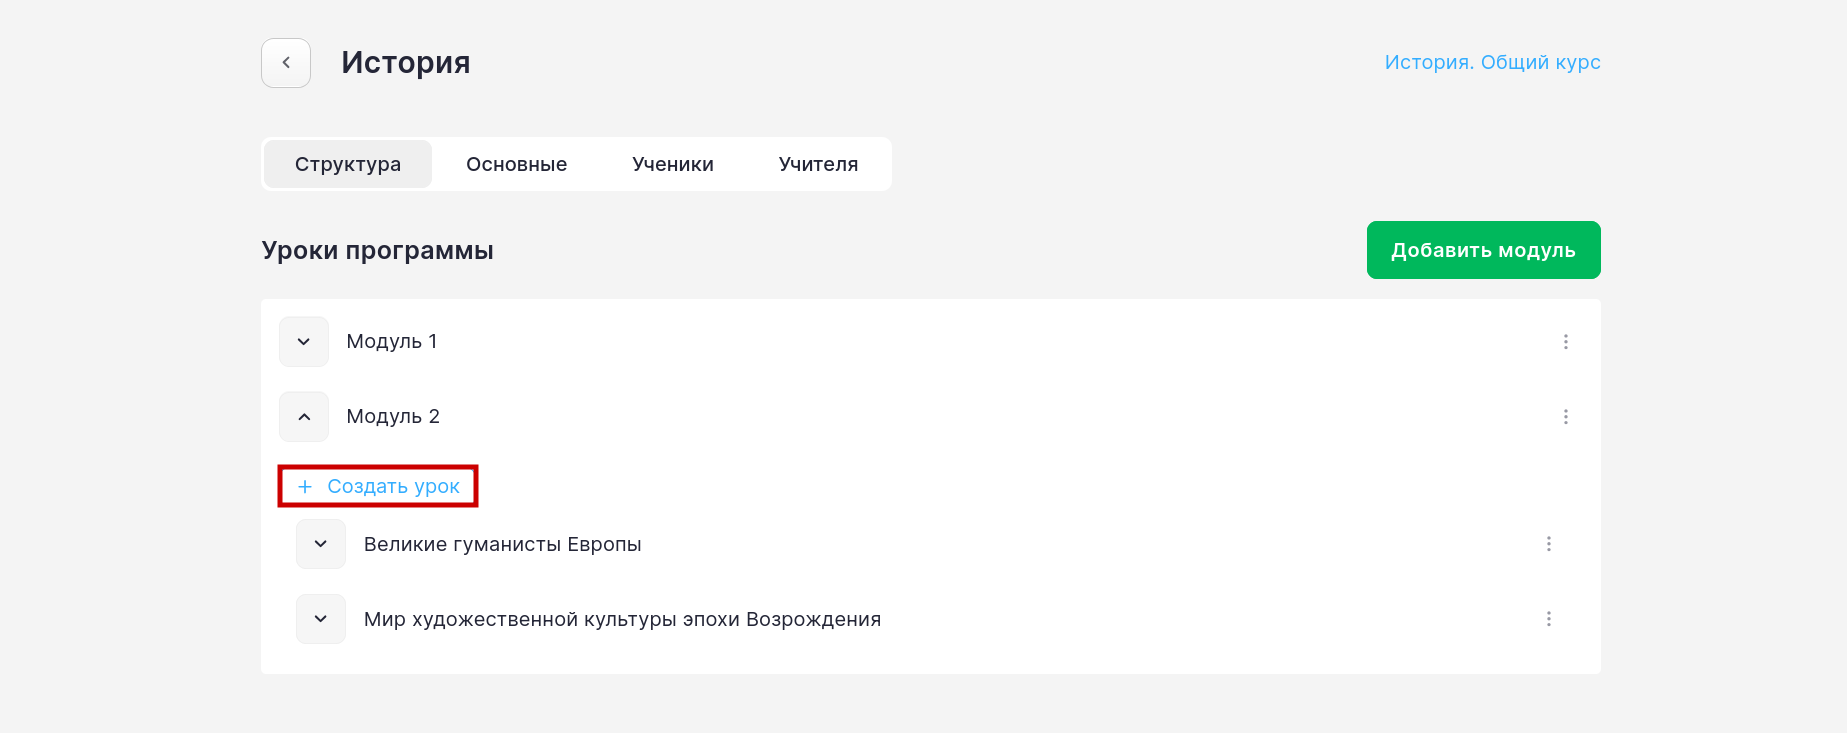 История
История. Общий курс
Структура Основные Ученики Учителя
Уроки программы
Добавить модуль
Модуль 1
Модуль 2
+ Создать урок
Великие гуманисты Европы
Мир художественной культуры эпохи Возрождения